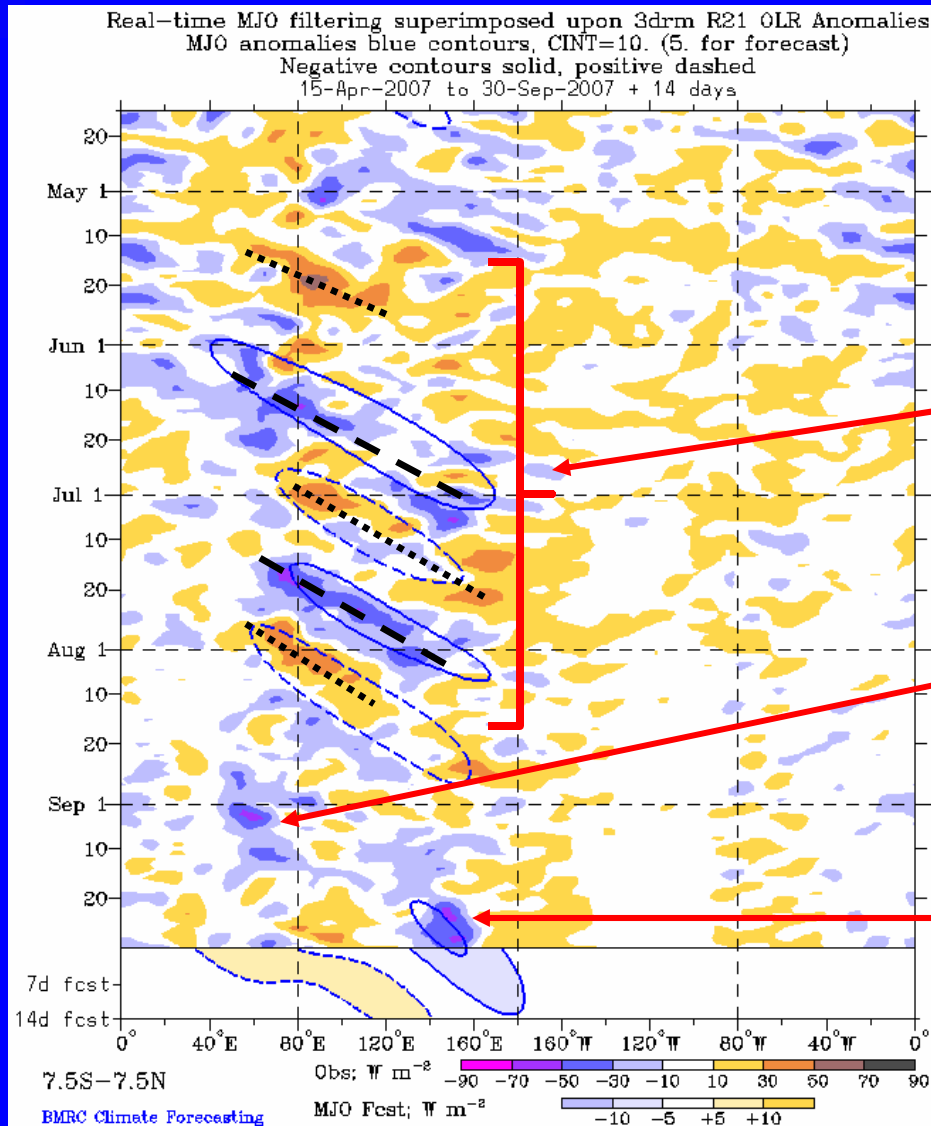 Real-time MJO filtering superimposed upon 3drm R21 OLR Anomalies
MJO anomalies blue contours, CINT=10. (5. for forecast)
Negative contours solid, positive dashed
15-Apr-2007 to 30-Sep-2007 + 14 days
20
May 1
10
20
Jun 1
10
20
Jul 1
10
20
Aug 1
10
20
Sep 1
10
20
7d fcst
14d fcst
0° 40°E 80°E 120°E 160°E 160°W 120°W 80°W 40°W 0°
7.5S-7.5N
Obs; W m⁻²
-90 -70 -50 -30 -10 10 30 50 70 90
BMRC Climate Forecasting
MJO Fcst; W m⁻²
-10 -5 +5 +10